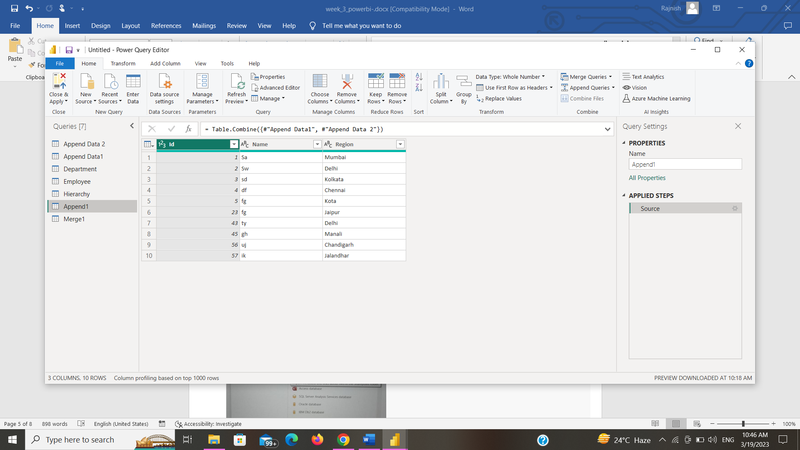 week_3_powerbi-.docx [Compatibility Mode] - Word
Rajnish
File Home Insert Design Layout References Mailings Review View Help Tell me what you want to do
Cut
Find
Paste
Clipboard
Untitled - Power Query Editor
File Home Transform Add Column View Tools Help
Close & Apply
New Source
Recent Sources
Enter Data
Data source settings
Manage Parameters
Refresh Preview
Properties
Advanced Editor
Manage
Choose Columns
Remove Columns
Keep Rows
Remove Rows
Split Column
Group By
Data Type: Whole Number
Use First Row as Headers
Replace Values
Merge Queries
Append Queries
Combine Files
Text Analytics
Vision
Azure Machine Learning
Close New Query Data Sources Parameters Query Manage Columns Reduce Rows Sort Transform Combine AI Insights
Queries [7]
Append Data 2
Append Data1
Department
Employee
Hierarchy
Append1
Merge1
= Table.Combine({#"Append Data1", #"Append Data 2"})
Id Name Region
1 1 Sa Mumbai
2 2 Sw Delhi
3 3 sd Kolkata
4 4 df Chennai
5 5 fg Kota
6 23 fg Jaipur
7 43 ty Delhi
8 45 gh Manali
9 56 uj Chandigarh
10 57 ik Jalandhar
Query Settings
PROPERTIES
Name
Append1
All Properties
APPLIED STEPS
Source
3 COLUMNS, 10 ROWS Column profiling based on top 1000 rows
PREVIEW DOWNLOADED AT 10:18 AM
Page 5 of 8 898 words English (United States) Accessibility: Investigate
100%
Type here to search
99+
24°C Haze
ENG
10:46 AM
3/19/2023